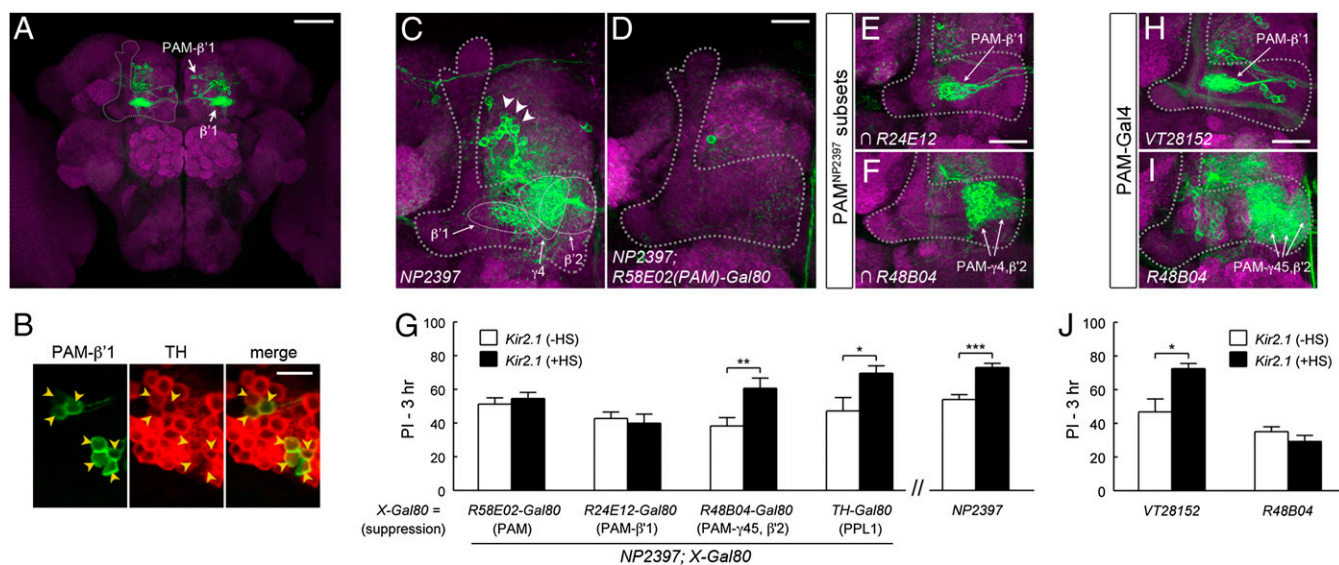 A
PAM-β'1
β'1
B
PAM-β'1
TH
merge
C
β'1
γ4
β'2
NP2397
D
NP2397;
R58E02(PAM)-Gal80
PAM^NP2397 subsets
E
PAM-β'1
∩ R24E12
F
PAM-γ4,β'2
∩ R48B04
PAM-Gal4
H
PAM-β'1
VT28152
I
PAM-γ45,β'2
R48B04
G
PI - 3 hr
100
80
60
40
20
0
Kir2.1 (-HS)
Kir2.1 (+HS)
**
*
***
//
X-Gal80 =
(suppression)
R58E02-Gal80
(PAM)
R24E12-Gal80
(PAM-β'1)
R48B04-Gal80
(PAM-γ45, β'2)
TH-Gal80
(PPL1)
NP2397
NP2397; X-Gal80
J
PI - 3 hr
100
80
60
40
20
0
Kir2.1 (-HS)
Kir2.1 (+HS)
*
VT28152
R48B04